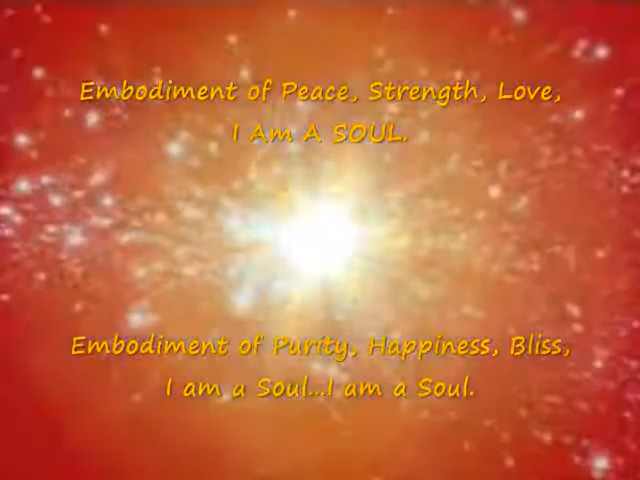 Embodiment of Peace, Strength, Love,
I Am A SOUL.
Embodiment of Purity, Happiness, Bliss,
I am a Soul...I am a Soul.